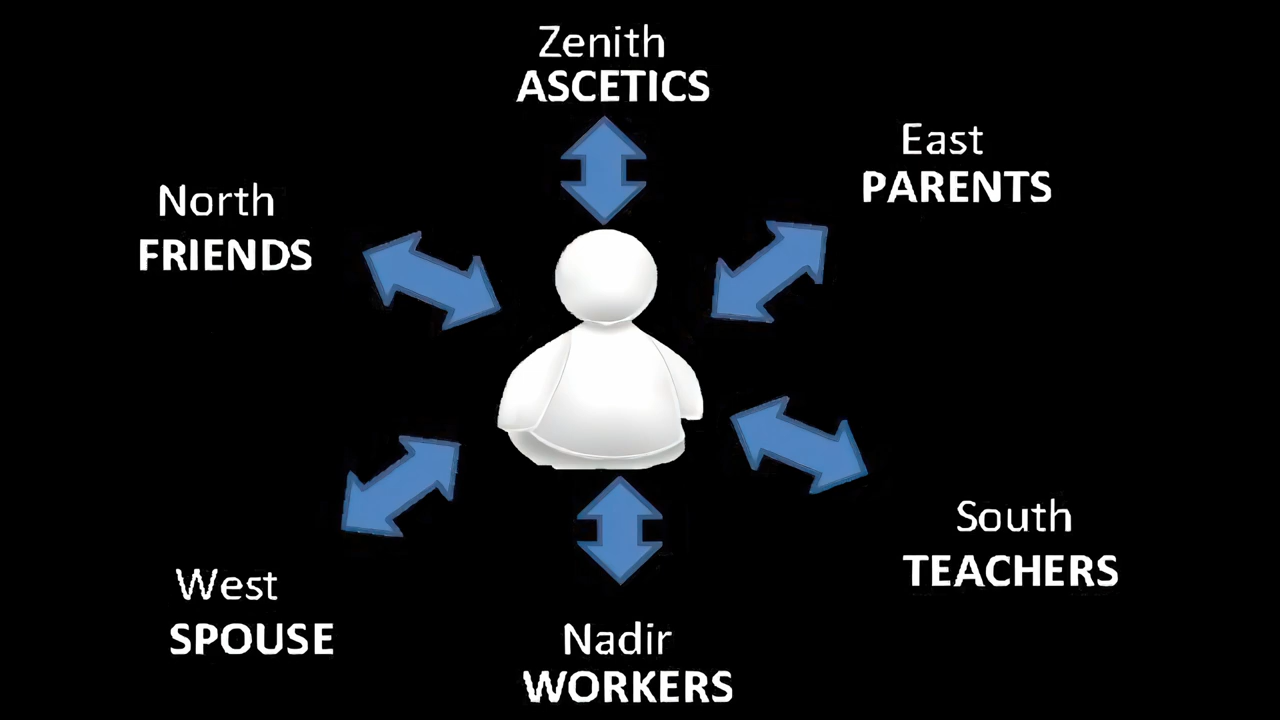 Zenith
ASCETICS
East
PARENTS
North
FRIENDS
South
TEACHERS
West
SPOUSE
Nadir
WORKERS